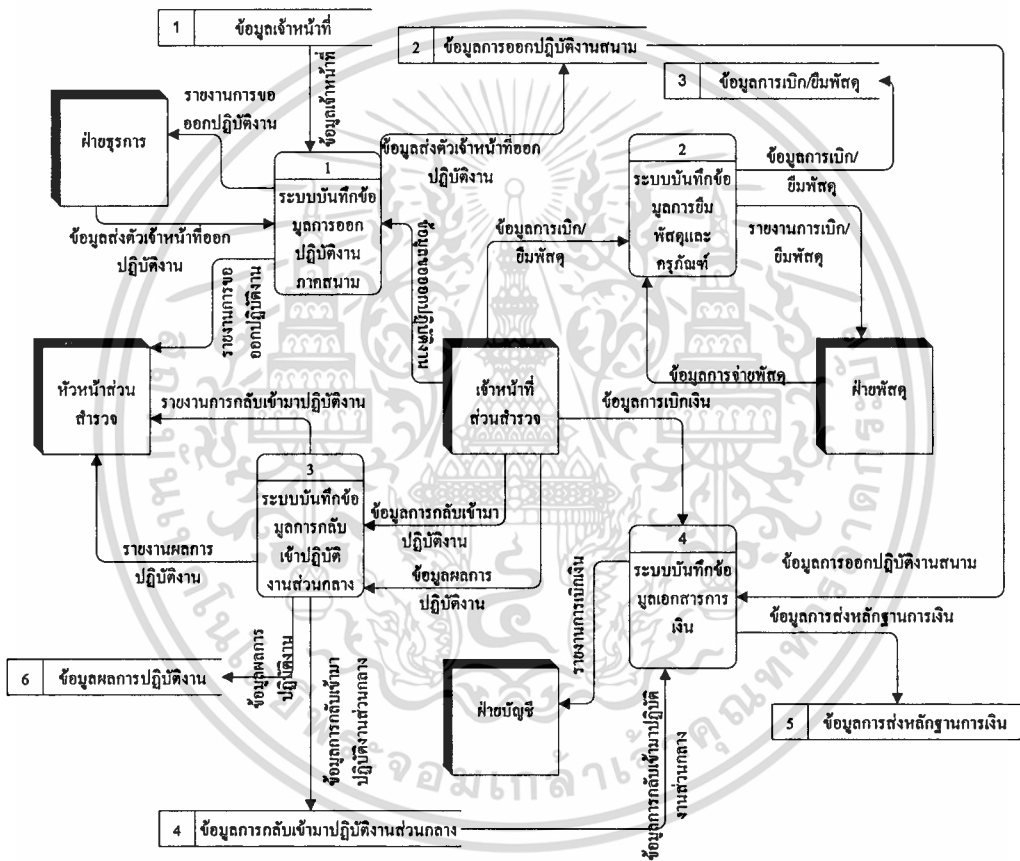 1 ข้อมูลเจ้าหน้าที่
2 ข้อมูลการออกปฏิบัติงานสนาม
3 ข้อมูลการเบิก/ยืมพัสดุ
ข้อมูลเจ้าหน้าที่
รายงานการขอ
ออกปฏิบัติงาน
ฝ่ายธุรการ
ข้อมูลส่งตัวเจ้าหน้าที่ออก
ปฏิบัติงาน
1
ระบบบันทึกข้อ
มูลการออก
ปฏิบัติงาน
ภาคสนาม
2
ระบบบันทึกข้อ
มูลการยืม
พัสดุและ
ครุภัณฑ์
ข้อมูลการเบิก/
ยืมพัสดุ
รายงานการเบิก/
ยืมพัสดุ
ข้อมูลส่งตัวเจ้าหน้าที่ออก
ปฏิบัติงาน
ข้อมูลการเบิก/
ยืมพัสดุ
รายงานการขอ
ออกปฏิบัติงาน
ข้อมูลขอออกปฏิบัติงาน
หัวหน้าส่วน
สำรวจ
รายงานการกลับเข้ามาปฏิบัติงาน
เจ้าหน้าที่
ส่วนสำรวจ
ข้อมูลการจ่ายพัสดุ
ฝ่ายพัสดุ
ข้อมูลการเบิกเงิน
3
ระบบบันทึกข้อ
มูลการกลับ
เข้าปฏิบัติ
งานส่วนกลาง
ข้อมูลการกลับเข้ามา
ปฏิบัติงาน
รายงานผลการ
ปฏิบัติงาน
ข้อมูลผลการ
ปฏิบัติงาน
4
ระบบบันทึกข้อ
มูลเอกสารการ
เงิน
ข้อมูลการออกปฏิบัติงานสนาม
ข้อมูลการส่งหลักฐานการเงิน
รายงานการเบิกเงิน
6 ข้อมูลผลการปฏิบัติงาน
ข้อมูลผลการ
ปฏิบัติงาน
ข้อมูลการกลับเข้ามา
ปฏิบัติงานส่วนกลาง
ฝ่ายบัญชี
ข้อมูลการกลับเข้ามาปฏิบัติ
งานส่วนกลาง
5 ข้อมูลการส่งหลักฐานการเงิน
4 ข้อมูลการกลับเข้ามาปฏิบัติงานส่วนกลาง